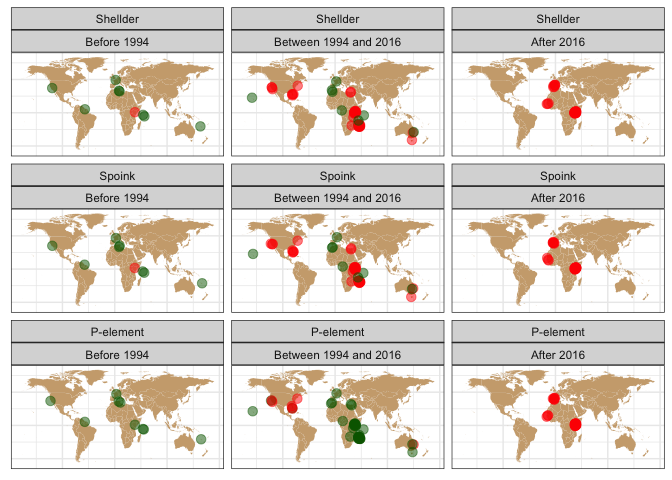 Shellder
Before 1994
Shellder
Between 1994 and 2016
Shellder
After 2016
Spoink
Before 1994
Spoink
Between 1994 and 2016
Spoink
After 2016
P-element
Before 1994
P-element
Between 1994 and 2016
P-element
After 2016